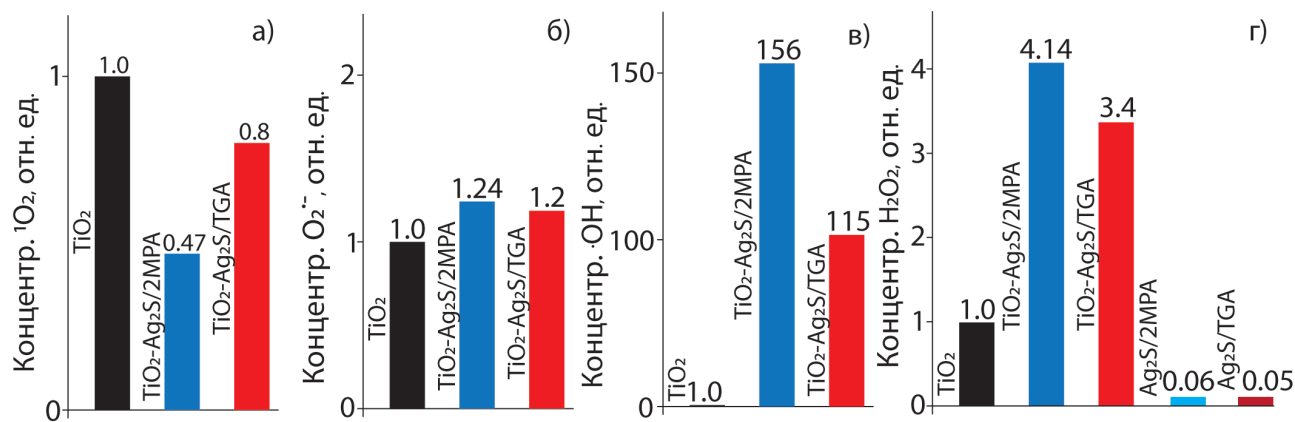 а)
Концентр. ¹O₂, отн. ед.
1
0
1.0
0.47
0.8
TiO₂
TiO₂-Ag₂S/2MPA
TiO₂-Ag₂S/TGA
б)
Концентр. O₂˙⁻, отн. ед.
2
1
0
1.0
1.24
1.2
TiO₂
TiO₂-Ag₂S/2MPA
TiO₂-Ag₂S/TGA
в)
Концентр. ·OH, отн. ед.
150
100
0
1.0
156
115
TiO₂
TiO₂-Ag₂S/2MPA
TiO₂-Ag₂S/TGA
г)
Концентр. H₂O₂, отн. ед.
4
3
2
1
0
1.0
4.14
3.4
0.06
0.05
TiO₂
TiO₂-Ag₂S/2MPA
TiO₂-Ag₂S/TGA
Ag₂S/2MPA
Ag₂S/TGA